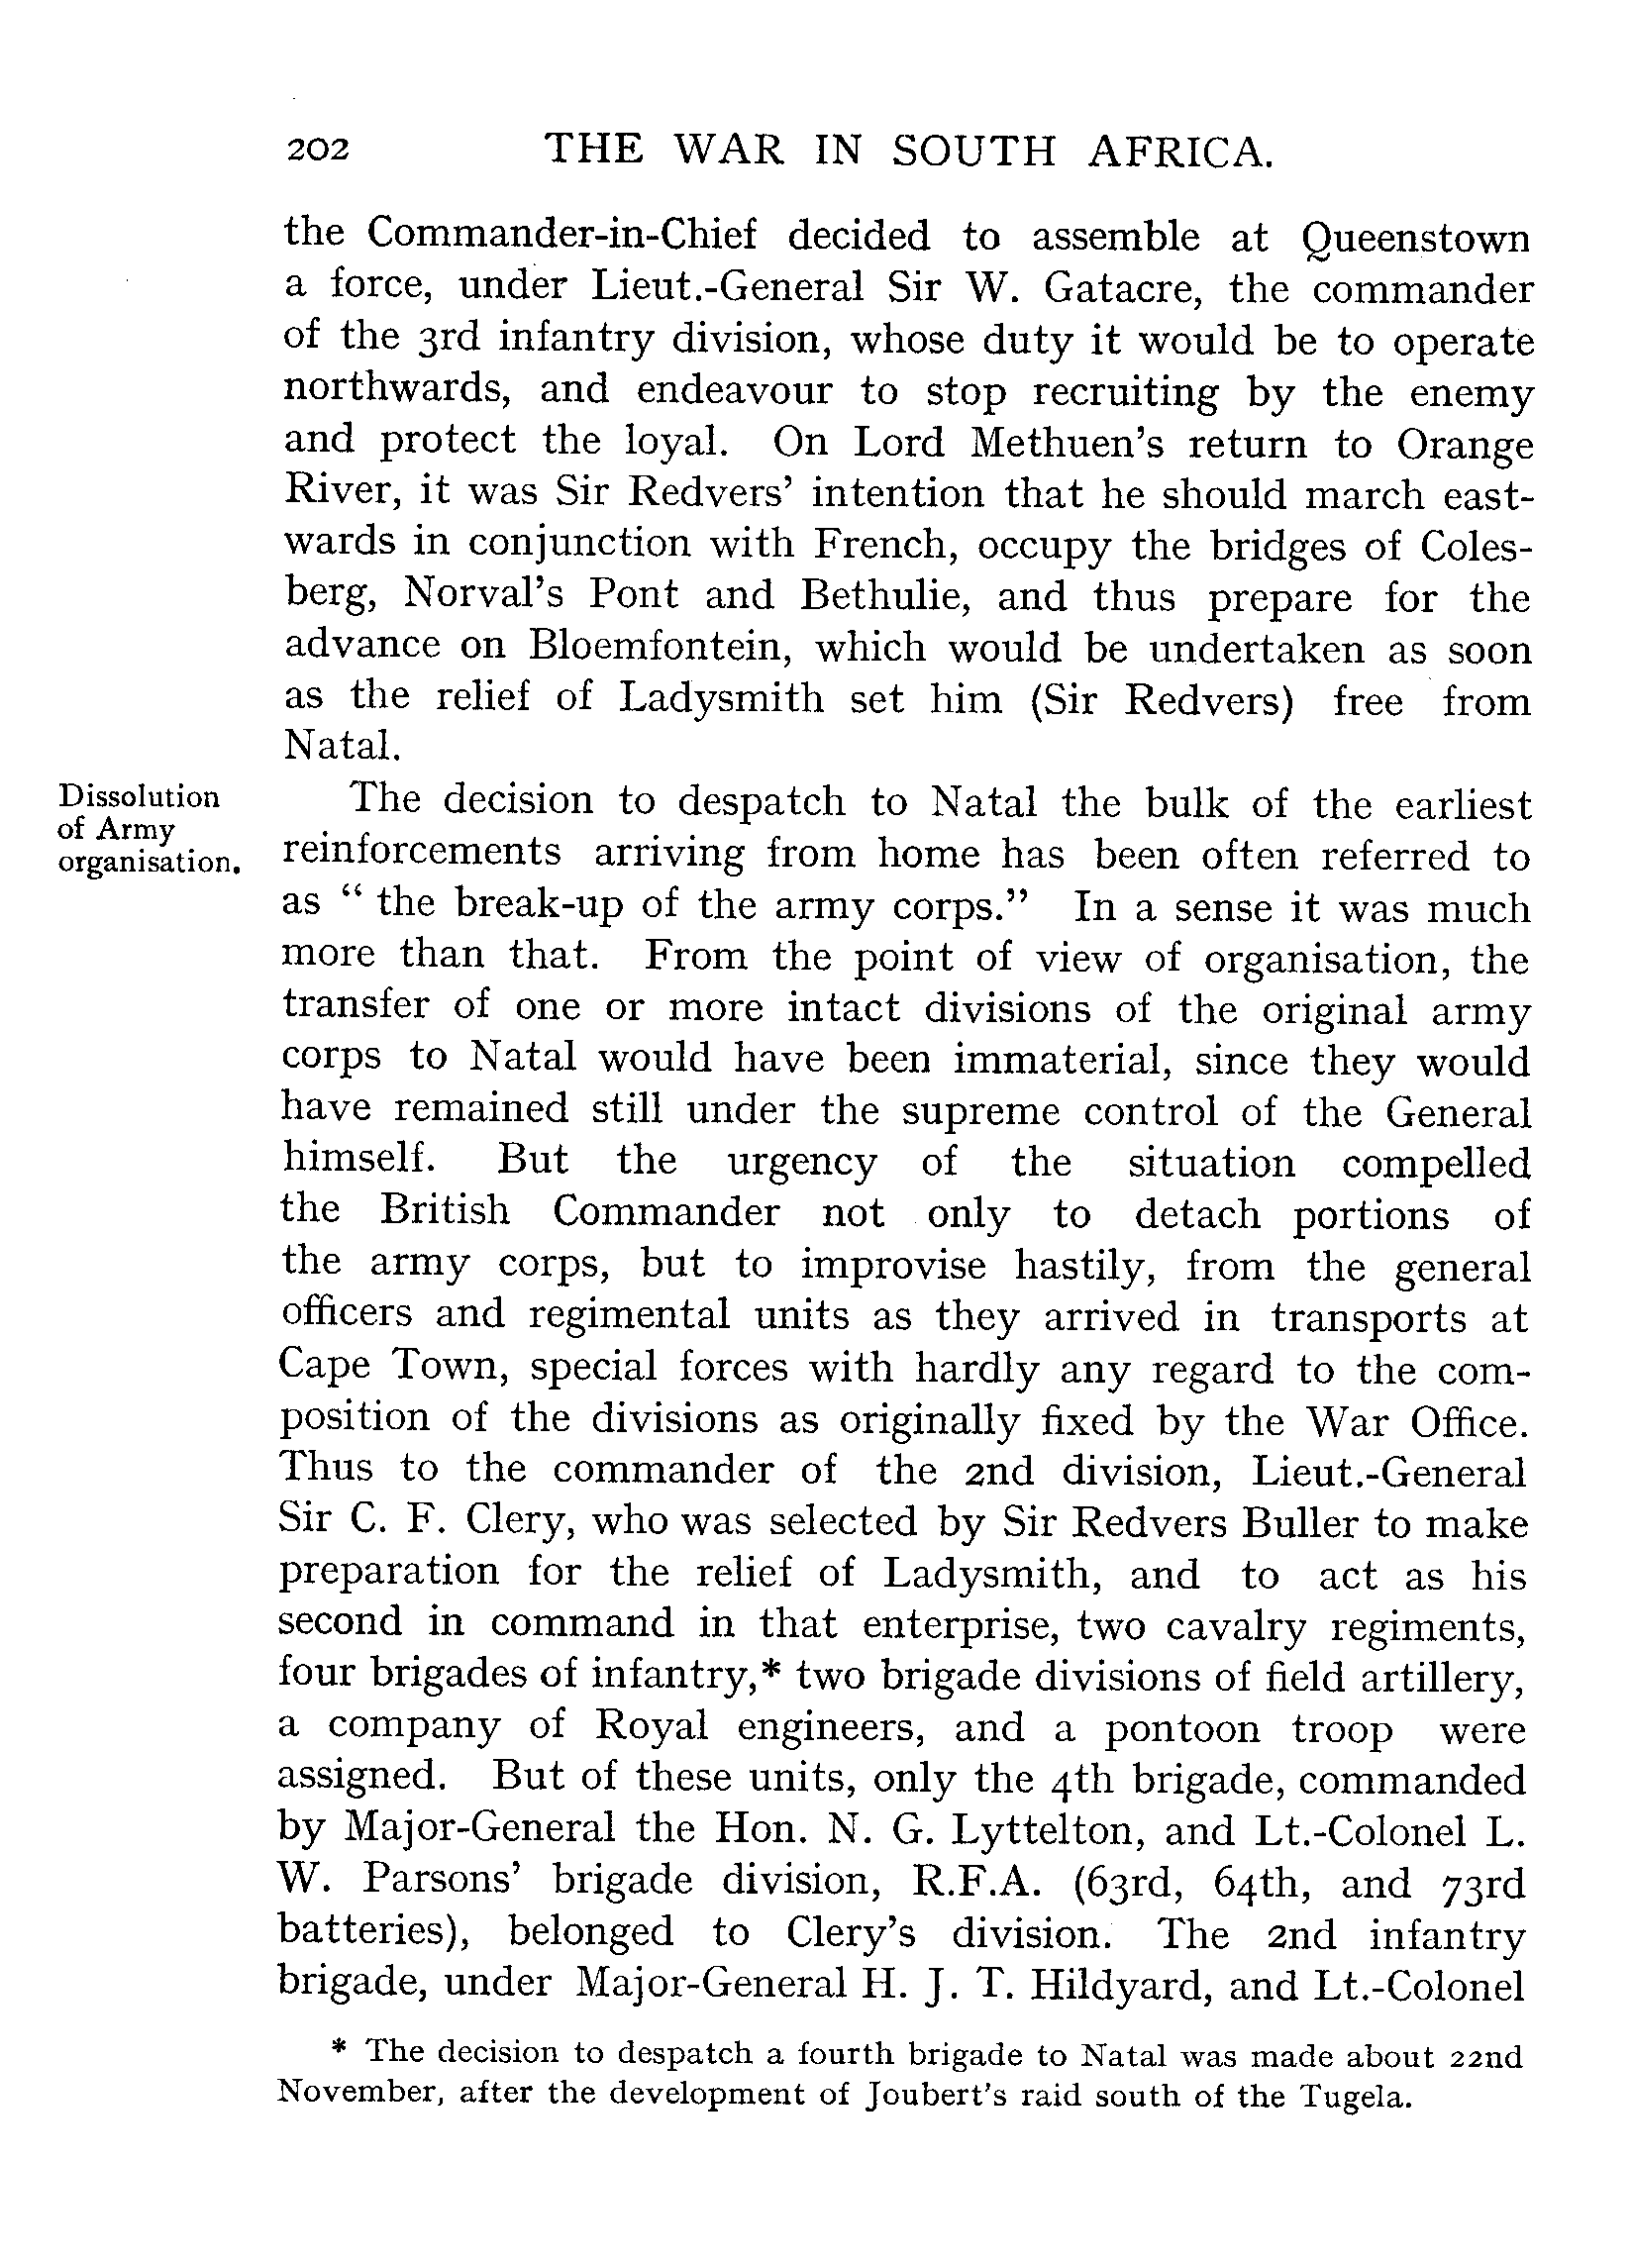 202 THE WAR IN SOUTH AFRICA.
the Commander-in-Chief decided to assemble at Queenstown
a force, under Lieut.-General Sir W. Gatacre, the commander
of the 3rd infantry division, whose duty it would be to operate
northwards, and endeavour to stop recruiting by the enemy
and protect the loyal. On Lord Methuen's return to Orange
River, it was Sir Redvers' intention that he should march east-
wards in conjunction with French, occupy the bridges of Coles-
berg, Norval's Pont and Bethulie, and thus prepare for the
advance on Bloemfontein, which would be undertaken as soon
as the relief of Ladysmith set him (Sir Redvers) free from
Natal.
Dissolution
of Army
organisation.
The decision to despatch to Natal the bulk of the earliest
reinforcements arriving from home has been often referred to
as “ the break-up of the army corps.” In a sense it was much
more than that. From the point of view of organisation, the
transfer of one or more intact divisions of the original army
corps to Natal would have been immaterial, since they would
have remained still under the supreme control of the General
himself. But the urgency of the situation compelled
the British Commander not only to detach portions of
the army corps, but to improvise hastily, from the general
officers and regimental units as they arrived in transports at
Cape Town, special forces with hardly any regard to the com-
position of the divisions as originally fixed by the War Office.
Thus to the commander of the 2nd division, Lieut.-General
Sir C. F. Clery, who was selected by Sir Redvers Buller to make
preparation for the relief of Ladysmith, and to act as his
second in command in that enterprise, two cavalry regiments,
four brigades of infantry,* two brigade divisions of field artillery,
a company of Royal engineers, and a pontoon troop were
assigned. But of these units, only the 4th brigade, commanded
by Major-General the Hon. N. G. Lyttelton, and Lt.-Colonel L.
W. Parsons' brigade division, R.F.A. (63rd, 64th, and 73rd
batteries), belonged to Clery's division. The 2nd infantry
brigade, under Major-General H. J. T. Hildyard, and Lt.-Colonel
* The decision to despatch a fourth brigade to Natal was made about 22nd
November, after the development of Joubert's raid south of the Tugela.